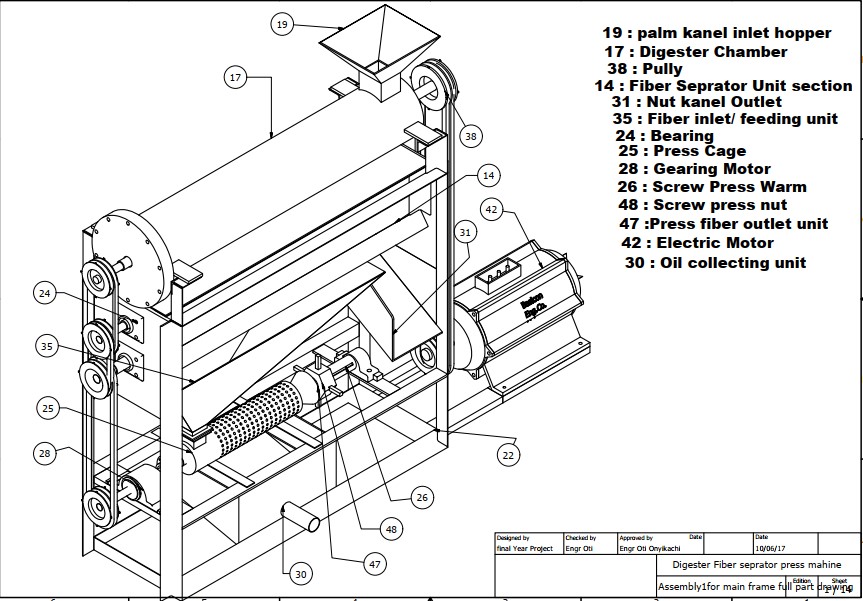 19
19 : palm kanel inlet hopper
17 : Digester Chamber
38 : Pully
14 : Fiber Seprator Unit section
31 : Nut kanel Outlet
35 : Fiber inlet/ feeding unit
24 : Bearing
25 : Press Cage
28 : Gearing Motor
26 : Screw Press Warm
48 : Screw press nut
47 :Press fiber outlet unit
42 : Electric Motor
30 : Oil collecting unit
17
38
14
42
31
24
35
25
28
22
26
48
47
30
Engr.Co.
Designed by Checked by Approved by Date Date
final Year Project Engr Oti Engr Oti Onyikachi 10/06/17
Digester Fiber seprator press mahine
Edition Sheet
Assembly1for main frame full part drawing 1 / 14